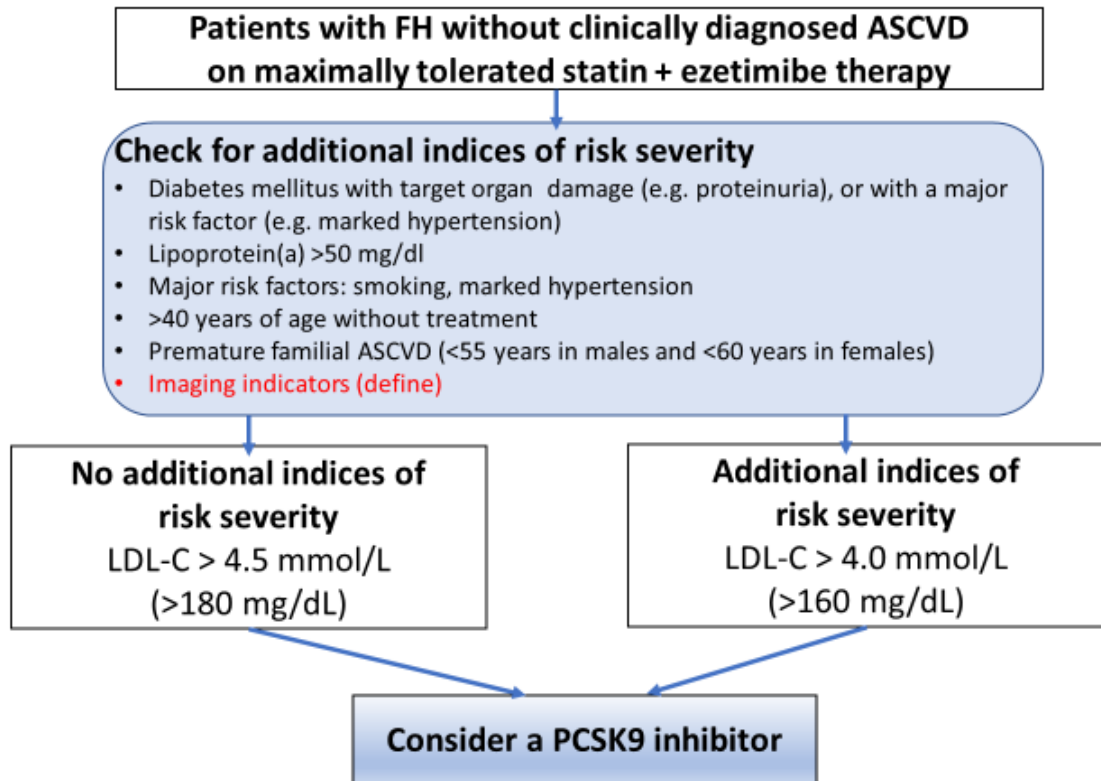 Patients with FH without clinically diagnosed ASCVD
on maximally tolerated statin + ezetimibe therapy
Check for additional indices of risk severity
• Diabetes mellitus with target organ damage (e.g. proteinuria), or with a major
risk factor (e.g. marked hypertension)
• Lipoprotein(a) >50 mg/dl
• Major risk factors: smoking, marked hypertension
• >40 years of age without treatment
• Premature familial ASCVD (<55 years in males and <60 years in females)
• Imaging indicators (define)
No additional indices of
risk severity
LDL-C > 4.5 mmol/L
(>180 mg/dL)
Additional indices of
risk severity
LDL-C > 4.0 mmol/L
(>160 mg/dL)
Consider a PCSK9 inhibitor